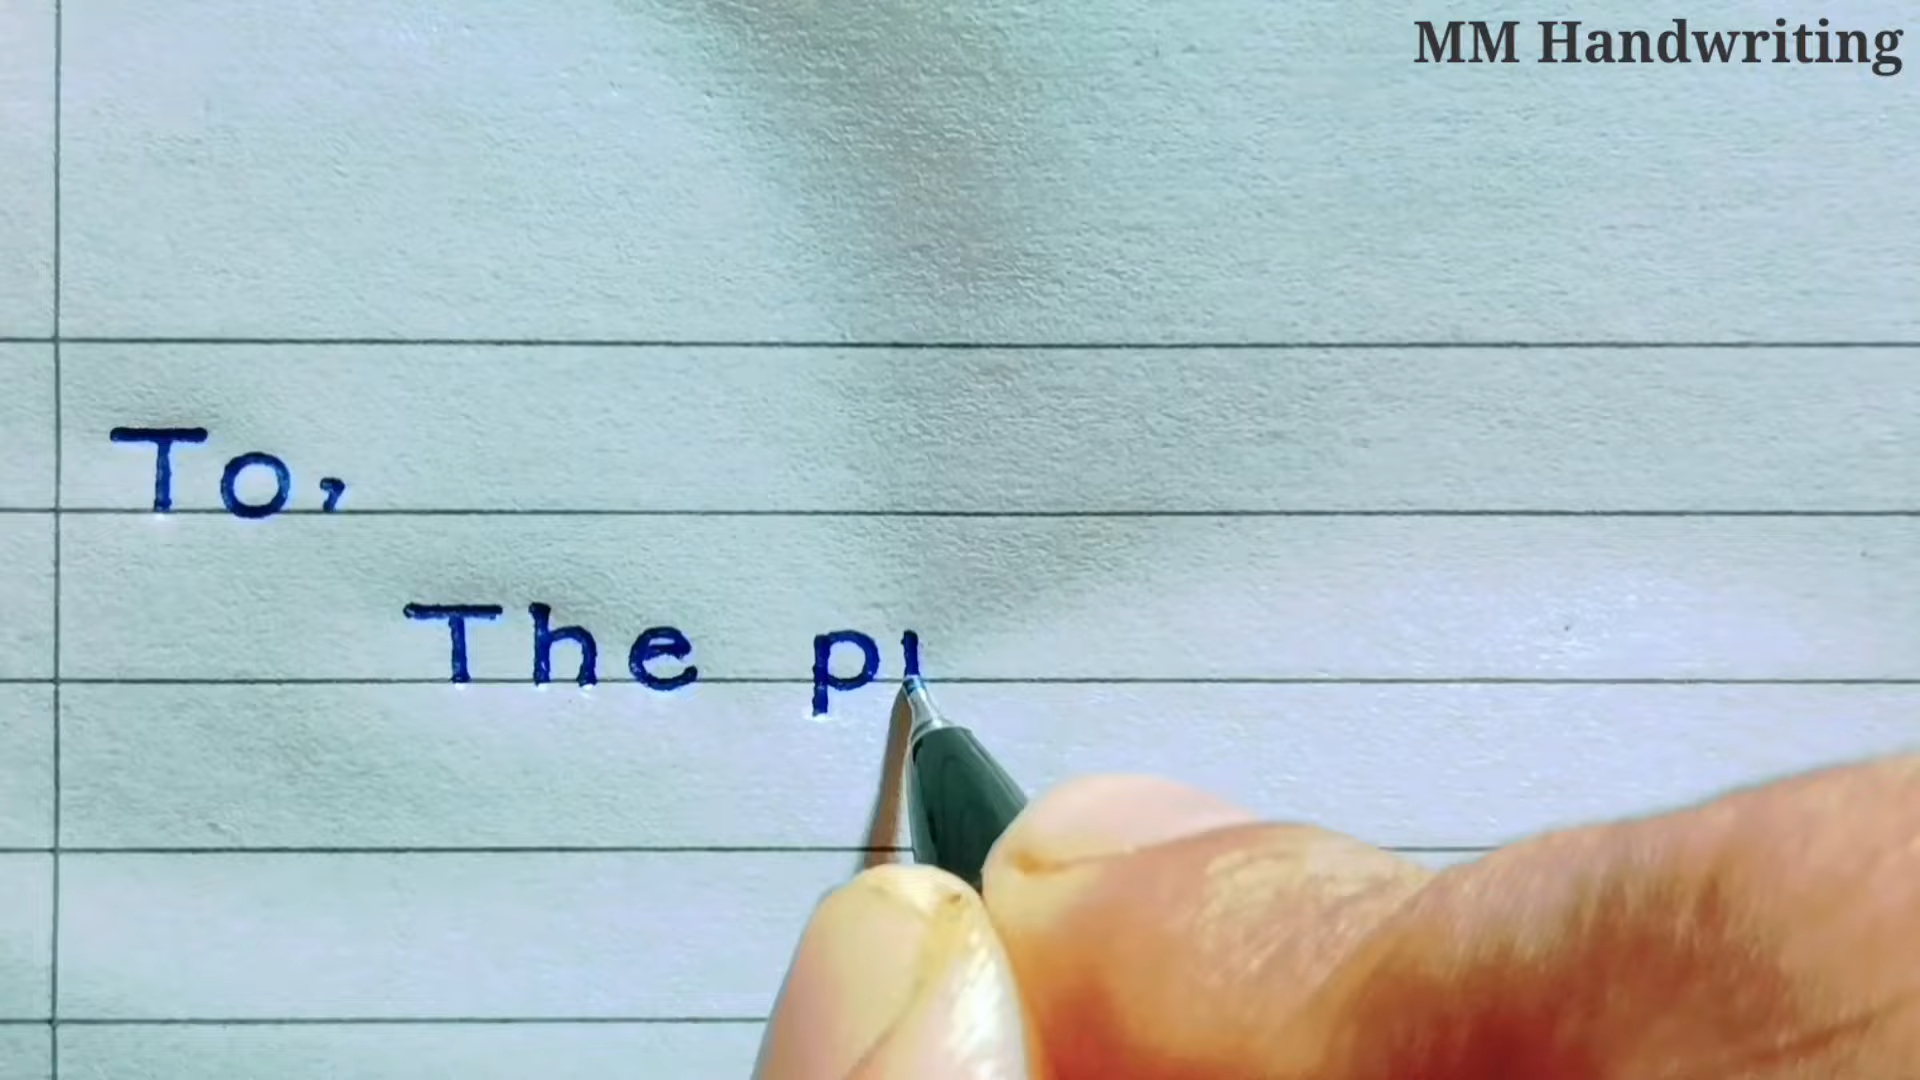 MM Handwriting
To,
The p